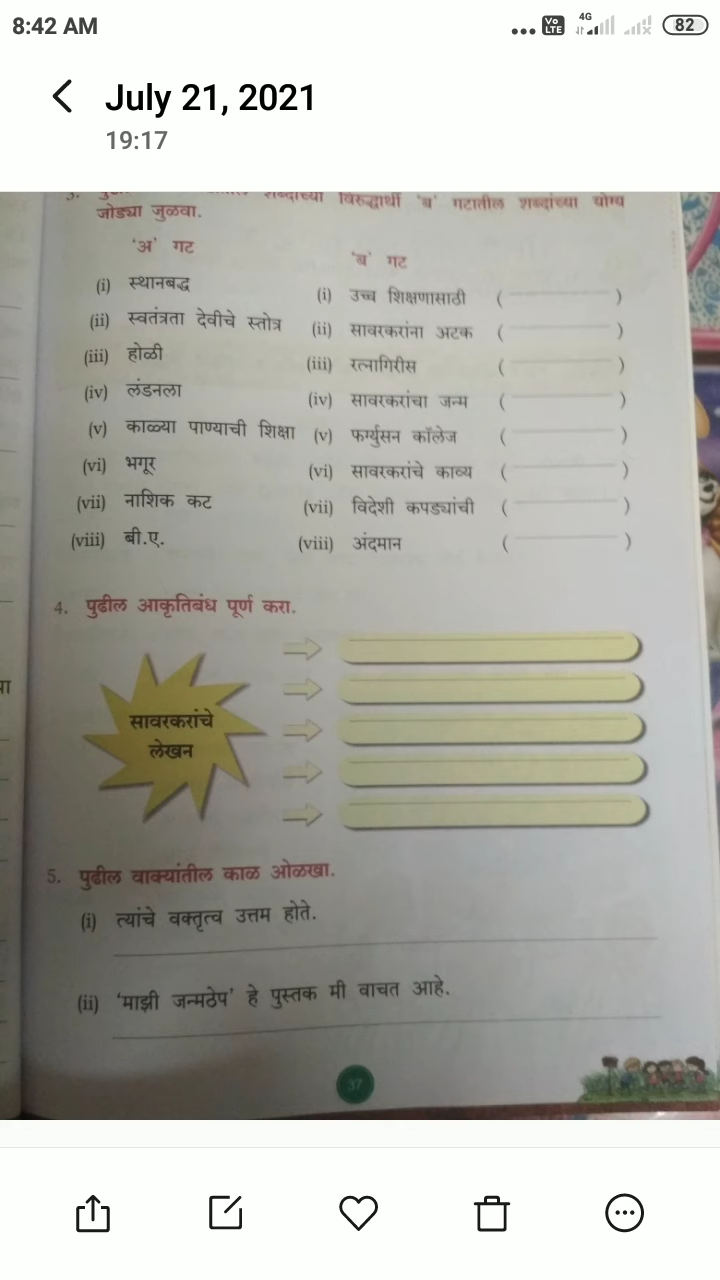 8:42 AM
Vo LTE 4G 82
July 21, 2021
19:17
शब्दांच्या विरुद्धार्थी 'ब' गटातील शब्दांच्या योग्य
जोड्या जुळवा.
'अ' गट 'ब' गट
(i) स्थानबद्ध (i) उच्च शिक्षणासाठी ( )
(ii) स्वतंत्रता देवीचे स्तोत्र (ii) सावरकरांना अटक ( )
(iii) होळी (iii) रत्नागिरीस ( )
(iv) लंडनला (iv) सावरकरांचा जन्म ( )
(v) काळ्या पाण्याची शिक्षा (v) फर्ग्युसन कॉलेज ( )
(vi) भगूर (vi) सावरकरांचे काव्य ( )
(vii) नाशिक कट (vii) विदेशी कपड्यांची ( )
(viii) बी.ए. (viii) अंदमान ( )
4. पुढील आकृतिबंध पूर्ण करा.
सावरकरांचे
लेखन
5. पुढील वाक्यांतील काळ ओळखा.
(i) त्यांचे वक्तृत्व उत्तम होते.
(ii) 'माझी जन्मठेप' हे पुस्तक मी वाचत आहे.
37